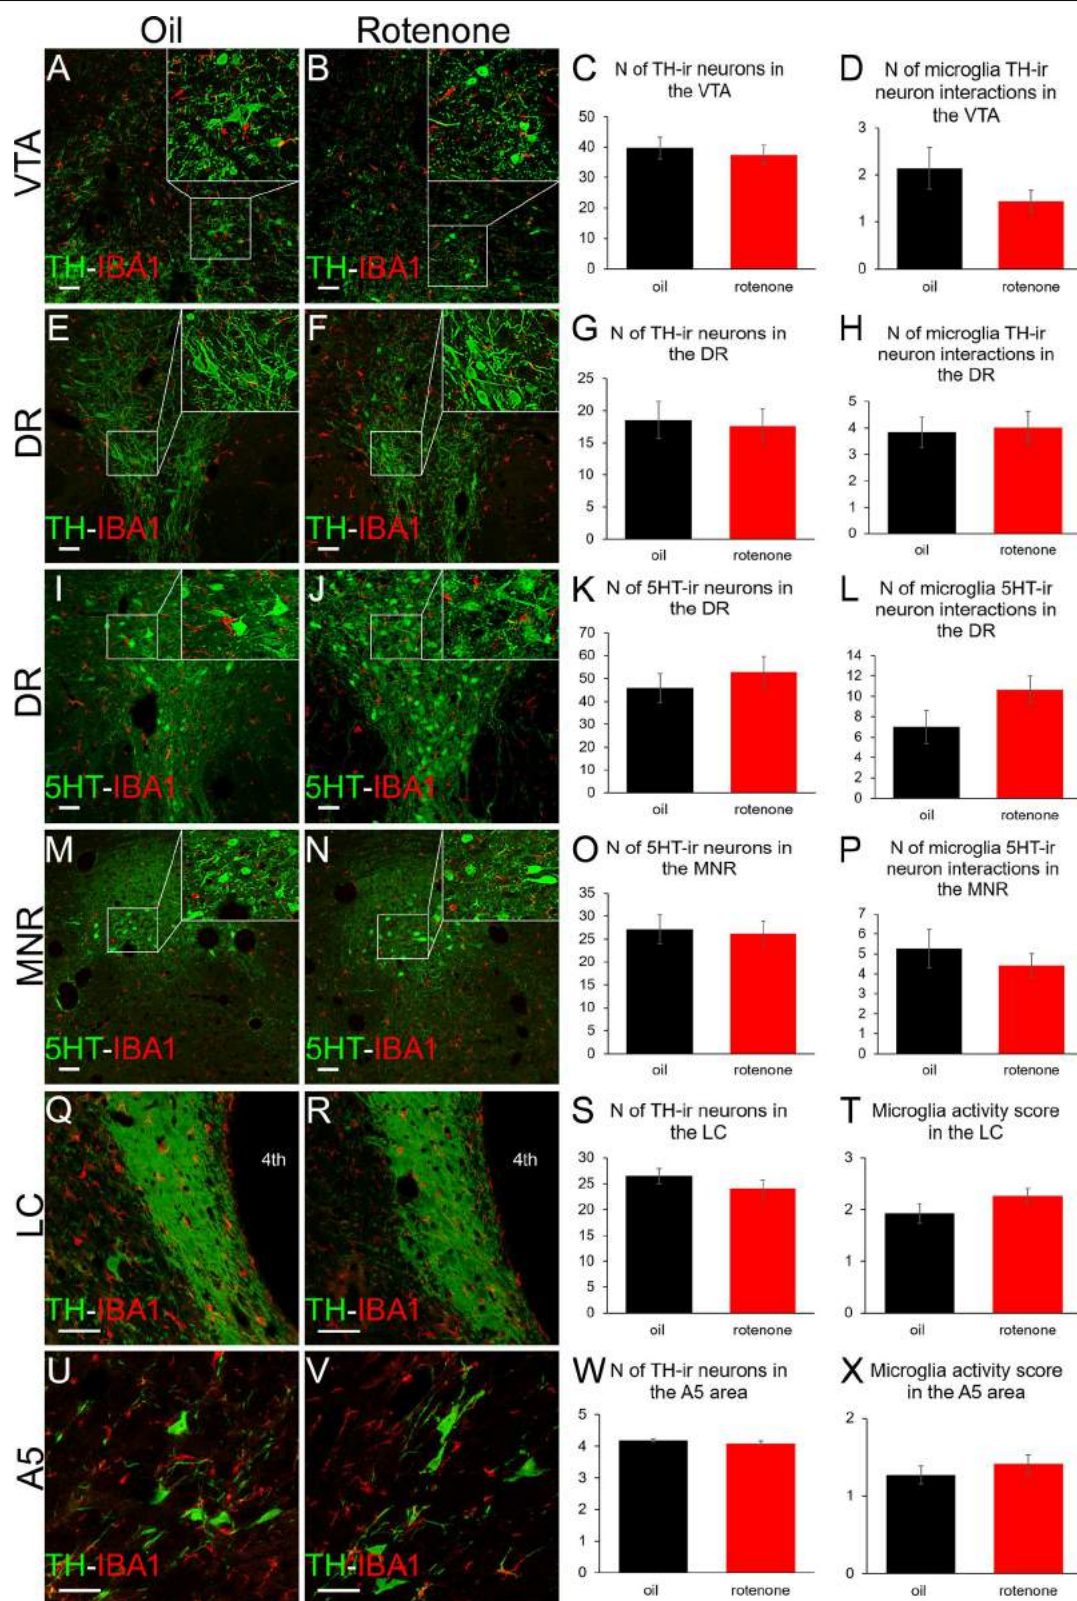 Oil
Rotenone
VTA
A
TH-IBA1
B
TH-IBA1
C
N of TH-ir neurons in
the VTA
50
40
30
20
10
0
oil
rotenone
D
N of microglia TH-ir
neuron interactions in
the VTA
3
2
1
0
oil
rotenone
DR
E
TH-IBA1
F
TH-IBA1
G
N of TH-ir neurons in
the DR
25
20
15
10
5
0
oil
rotenone
H
N of microglia TH-ir
neuron interactions in
the DR
5
4
3
2
1
0
oil
rotenone
DR
I
5HT-IBA1
J
5HT-IBA1
K
N of 5HT-ir neurons in
the DR
70
60
50
40
30
20
10
0
oil
rotenone
L
N of microglia 5HT-ir
neuron interactions in
the DR
14
12
10
8
6
4
2
0
oil
rotenone
MNR
M
5HT-IBA1
N
5HT-IBA1
O
N of 5HT-ir neurons in
the MNR
35
30
25
20
15
10
5
0
oil
rotenone
P
N of microglia 5HT-ir
neuron interactions in
the MNR
7
6
5
4
3
2
1
0
oil
rotenone
LC
Q
4th
TH-IBA1
R
4th
TH-IBA1
S
N of TH-ir neurons in
the LC
30
25
20
15
10
5
0
oil
rotenone
T
Microglia activity score
in the LC
3
2
1
0
oil
rotenone
A5
U
TH-IBA1
V
TH-IBA1
W
N of TH-ir neurons in
the A5 area
5
4
3
2
1
0
oil
rotenone
X
Microglia activity score
in the A5 area
2
1
0
oil
rotenone